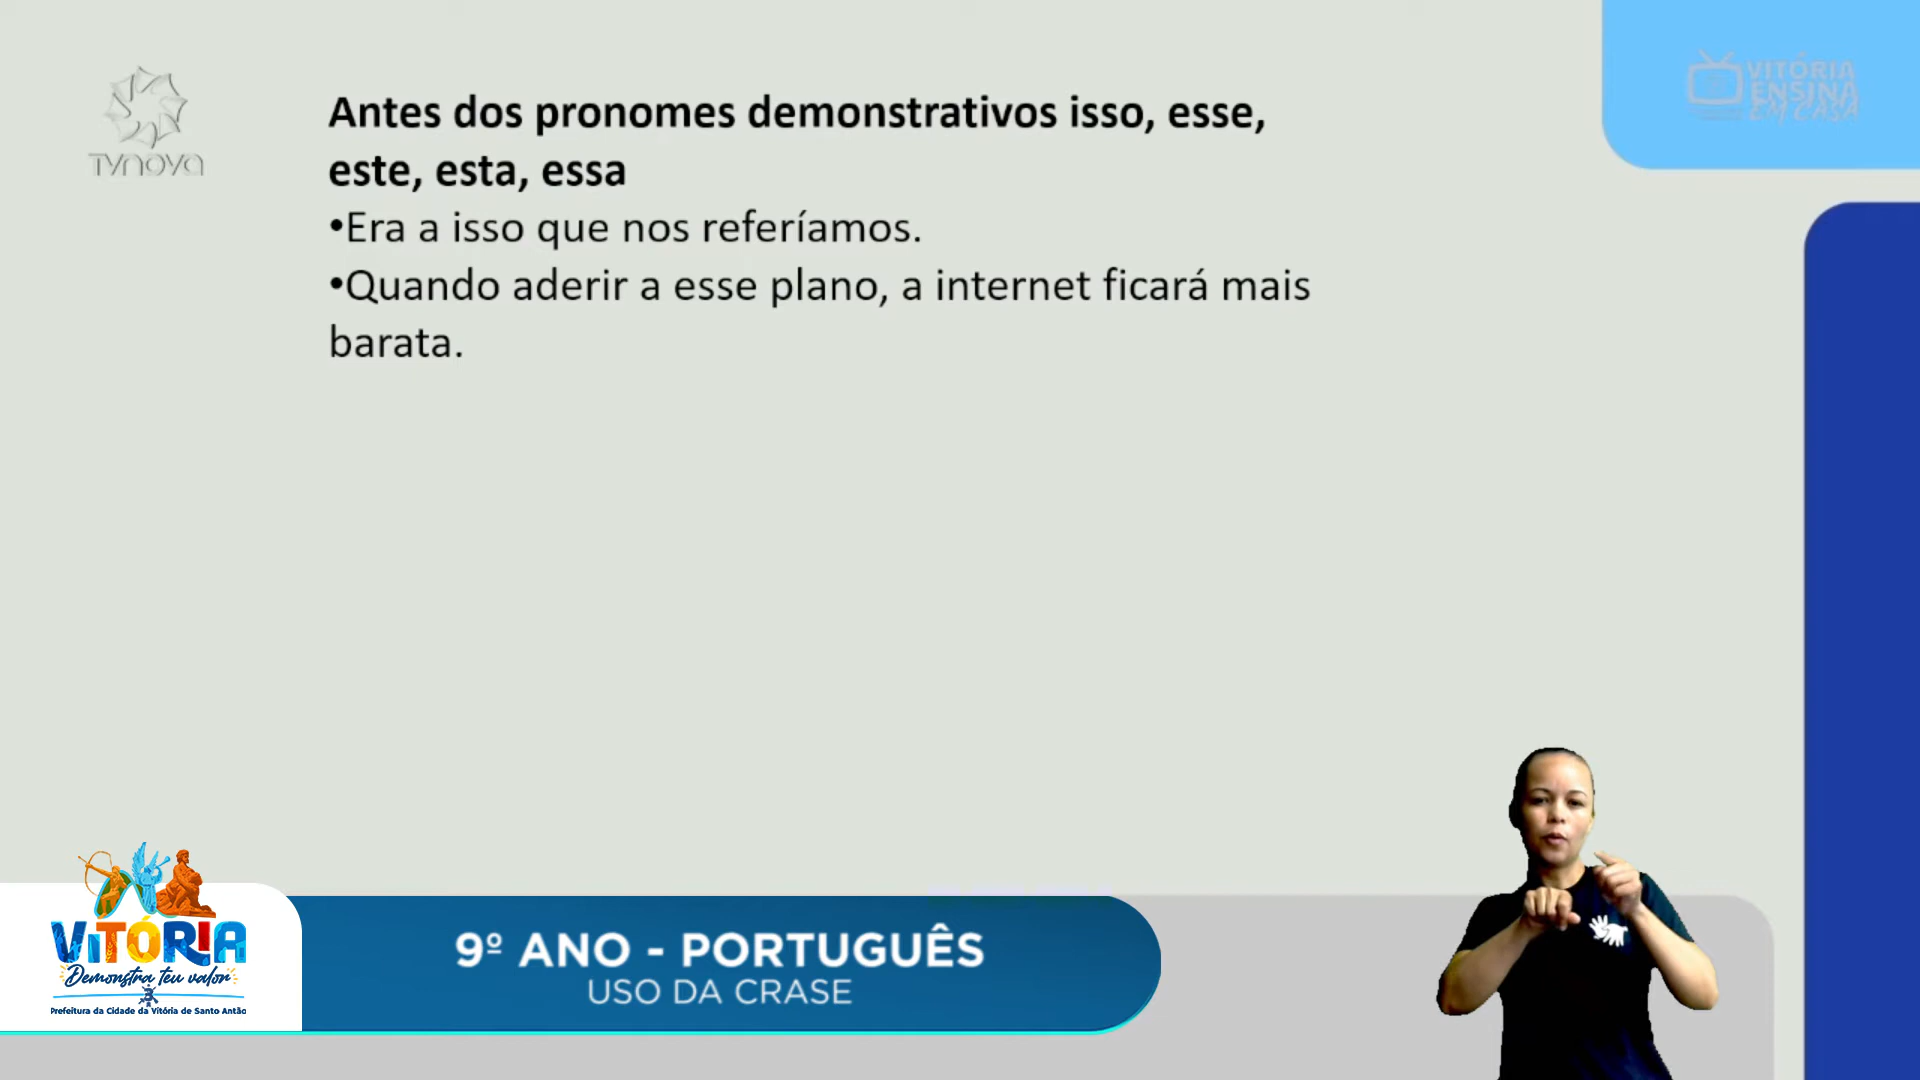 TVNOVA
VITÓRIA
ENSINA
EM CASA
Antes dos pronomes demonstrativos isso, esse,
este, esta, essa
•Era a isso que nos referíamos.
•Quando aderir a esse plano, a internet ficará mais
barata.
VITÓRIA
Demonstra teu valor
Prefeitura da Cidade da Vitória de Santo Antão
9º ANO - PORTUGUÊS
USO DA CRASE